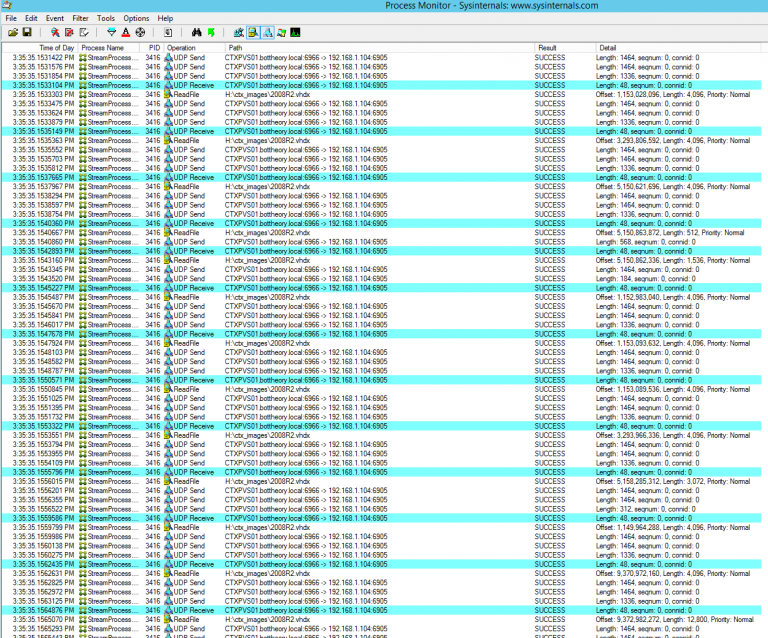 Process Monitor - Sysinternals: www.sysinternals.com
File Edit Event Filter Tools Options Help
Time of Day Process Name PID Operation Path Result Detail
3:35:35.1531422 PM StreamProcess... 3416 UDP Send CTXPVS01.bottheory.local:6966 -> 192.168.1.104:6905 SUCCESS Length: 1464, seqnum: 0, connid: 0
3:35:35.1531576 PM StreamProcess... 3416 UDP Send CTXPVS01.bottheory.local:6966 -> 192.168.1.104:6905 SUCCESS Length: 1464, seqnum: 0, connid: 0
3:35:35.1531854 PM StreamProcess... 3416 UDP Send CTXPVS01.bottheory.local:6966 -> 192.168.1.104:6905 SUCCESS Length: 1336, seqnum: 0, connid: 0
3:35:35.1533104 PM StreamProcess... 3416 UDP Receive CTXPVS01.bottheory.local:6966 -> 192.168.1.104:6905 SUCCESS Length: 48, seqnum: 0, connid: 0
3:35:35.1533303 PM StreamProcess... 3416 ReadFile H:\ctx_images\2008R2.vhdx SUCCESS Offset: 1,153,028,096, Length: 4,096, Priority: Normal
3:35:35.1533475 PM StreamProcess... 3416 UDP Send CTXPVS01.bottheory.local:6966 -> 192.168.1.104:6905 SUCCESS Length: 1464, seqnum: 0, connid: 0
3:35:35.1533624 PM StreamProcess... 3416 UDP Send CTXPVS01.bottheory.local:6966 -> 192.168.1.104:6905 SUCCESS Length: 1464, seqnum: 0, connid: 0
3:35:35.1533879 PM StreamProcess... 3416 UDP Send CTXPVS01.bottheory.local:6966 -> 192.168.1.104:6905 SUCCESS Length: 1336, seqnum: 0, connid: 0
3:35:35.1535149 PM StreamProcess... 3416 UDP Receive CTXPVS01.bottheory.local:6966 -> 192.168.1.104:6905 SUCCESS Length: 48, seqnum: 0, connid: 0
3:35:35.1535363 PM StreamProcess... 3416 ReadFile H:\ctx_images\2008R2.vhdx SUCCESS Offset: 3,293,806,592, Length: 4,096, Priority: Normal
3:35:35.1535552 PM StreamProcess... 3416 UDP Send CTXPVS01.bottheory.local:6966 -> 192.168.1.104:6905 SUCCESS Length: 1464, seqnum: 0, connid: 0
3:35:35.1535703 PM StreamProcess... 3416 UDP Send CTXPVS01.bottheory.local:6966 -> 192.168.1.104:6905 SUCCESS Length: 1464, seqnum: 0, connid: 0
3:35:35.1535812 PM StreamProcess... 3416 UDP Send CTXPVS01.bottheory.local:6966 -> 192.168.1.104:6905 SUCCESS Length: 1336, seqnum: 0, connid: 0
3:35:35.1537665 PM StreamProcess... 3416 UDP Receive CTXPVS01.bottheory.local:6966 -> 192.168.1.104:6905 SUCCESS Length: 48, seqnum: 0, connid: 0
3:35:35.1537967 PM StreamProcess... 3416 ReadFile H:\ctx_images\2008R2.vhdx SUCCESS Offset: 5,150,621,696, Length: 4,096, Priority: Normal
3:35:35.1538294 PM StreamProcess... 3416 UDP Send CTXPVS01.bottheory.local:6966 -> 192.168.1.104:6905 SUCCESS Length: 1464, seqnum: 0, connid: 0
3:35:35.1538597 PM StreamProcess... 3416 UDP Send CTXPVS01.bottheory.local:6966 -> 192.168.1.104:6905 SUCCESS Length: 1464, seqnum: 0, connid: 0
3:35:35.1538754 PM StreamProcess... 3416 UDP Send CTXPVS01.bottheory.local:6966 -> 192.168.1.104:6905 SUCCESS Length: 1336, seqnum: 0, connid: 0
3:35:35.1540360 PM StreamProcess... 3416 UDP Receive CTXPVS01.bottheory.local:6966 -> 192.168.1.104:6905 SUCCESS Length: 48, seqnum: 0, connid: 0
3:35:35.1540667 PM StreamProcess... 3416 ReadFile H:\ctx_images\2008R2.vhdx SUCCESS Offset: 5,150,863,872, Length: 512, Priority: Normal
3:35:35.1540860 PM StreamProcess... 3416 UDP Send CTXPVS01.bottheory.local:6966 -> 192.168.1.104:6905 SUCCESS Length: 568, seqnum: 0, connid: 0
3:35:35.1542893 PM StreamProcess... 3416 UDP Receive CTXPVS01.bottheory.local:6966 -> 192.168.1.104:6905 SUCCESS Length: 48, seqnum: 0, connid: 0
3:35:35.1543160 PM StreamProcess... 3416 ReadFile H:\ctx_images\2008R2.vhdx SUCCESS Offset: 5,150,862,336, Length: 1,536, Priority: Normal
3:35:35.1543345 PM StreamProcess... 3416 UDP Send CTXPVS01.bottheory.local:6966 -> 192.168.1.104:6905 SUCCESS Length: 1464, seqnum: 0, connid: 0
3:35:35.1543520 PM StreamProcess... 3416 UDP Send CTXPVS01.bottheory.local:6966 -> 192.168.1.104:6905 SUCCESS Length: 184, seqnum: 0, connid: 0
3:35:35.1545227 PM StreamProcess... 3416 UDP Receive CTXPVS01.bottheory.local:6966 -> 192.168.1.104:6905 SUCCESS Length: 48, seqnum: 0, connid: 0
3:35:35.1545487 PM StreamProcess... 3416 ReadFile H:\ctx_images\2008R2.vhdx SUCCESS Offset: 1,152,983,040, Length: 4,096, Priority: Normal
3:35:35.1545670 PM StreamProcess... 3416 UDP Send CTXPVS01.bottheory.local:6966 -> 192.168.1.104:6905 SUCCESS Length: 1464, seqnum: 0, connid: 0
3:35:35.1545841 PM StreamProcess... 3416 UDP Send CTXPVS01.bottheory.local:6966 -> 192.168.1.104:6905 SUCCESS Length: 1464, seqnum: 0, connid: 0
3:35:35.1546017 PM StreamProcess... 3416 UDP Send CTXPVS01.bottheory.local:6966 -> 192.168.1.104:6905 SUCCESS Length: 1336, seqnum: 0, connid: 0
3:35:35.1547678 PM StreamProcess... 3416 UDP Receive CTXPVS01.bottheory.local:6966 -> 192.168.1.104:6905 SUCCESS Length: 48, seqnum: 0, connid: 0
3:35:35.1547924 PM StreamProcess... 3416 ReadFile H:\ctx_images\2008R2.vhdx SUCCESS Offset: 1,153,093,632, Length: 4,096, Priority: Normal
3:35:35.1548103 PM StreamProcess... 3416 UDP Send CTXPVS01.bottheory.local:6966 -> 192.168.1.104:6905 SUCCESS Length: 1464, seqnum: 0, connid: 0
3:35:35.1548582 PM StreamProcess... 3416 UDP Send CTXPVS01.bottheory.local:6966 -> 192.168.1.104:6905 SUCCESS Length: 1464, seqnum: 0, connid: 0
3:35:35.1548787 PM StreamProcess... 3416 UDP Send CTXPVS01.bottheory.local:6966 -> 192.168.1.104:6905 SUCCESS Length: 1336, seqnum: 0, connid: 0
3:35:35.1550571 PM StreamProcess... 3416 UDP Receive CTXPVS01.bottheory.local:6966 -> 192.168.1.104:6905 SUCCESS Length: 48, seqnum: 0, connid: 0
3:35:35.1550845 PM StreamProcess... 3416 ReadFile H:\ctx_images\2008R2.vhdx SUCCESS Offset: 1,153,089,536, Length: 4,096, Priority: Normal
3:35:35.1551025 PM StreamProcess... 3416 UDP Send CTXPVS01.bottheory.local:6966 -> 192.168.1.104:6905 SUCCESS Length: 1464, seqnum: 0, connid: 0
3:35:35.1551395 PM StreamProcess... 3416 UDP Send CTXPVS01.bottheory.local:6966 -> 192.168.1.104:6905 SUCCESS Length: 1464, seqnum: 0, connid: 0
3:35:35.1551732 PM StreamProcess... 3416 UDP Send CTXPVS01.bottheory.local:6966 -> 192.168.1.104:6905 SUCCESS Length: 1336, seqnum: 0, connid: 0
3:35:35.1553322 PM StreamProcess... 3416 UDP Receive CTXPVS01.bottheory.local:6966 -> 192.168.1.104:6905 SUCCESS Length: 48, seqnum: 0, connid: 0
3:35:35.1553551 PM StreamProcess... 3416 ReadFile H:\ctx_images\2008R2.vhdx SUCCESS Offset: 3,293,966,336, Length: 4,096, Priority: Normal
3:35:35.1553794 PM StreamProcess... 3416 UDP Send CTXPVS01.bottheory.local:6966 -> 192.168.1.104:6905 SUCCESS Length: 1464, seqnum: 0, connid: 0
3:35:35.1553955 PM StreamProcess... 3416 UDP Send CTXPVS01.bottheory.local:6966 -> 192.168.1.104:6905 SUCCESS Length: 1464, seqnum: 0, connid: 0
3:35:35.1554109 PM StreamProcess... 3416 UDP Send CTXPVS01.bottheory.local:6966 -> 192.168.1.104:6905 SUCCESS Length: 1336, seqnum: 0, connid: 0
3:35:35.1555796 PM StreamProcess... 3416 UDP Receive CTXPVS01.bottheory.local:6966 -> 192.168.1.104:6905 SUCCESS Length: 48, seqnum: 0, connid: 0
3:35:35.1556015 PM StreamProcess... 3416 ReadFile H:\ctx_images\2008R2.vhdx SUCCESS Offset: 5,158,285,312, Length: 3,072, Priority: Normal
3:35:35.1556201 PM StreamProcess... 3416 UDP Send CTXPVS01.bottheory.local:6966 -> 192.168.1.104:6905 SUCCESS Length: 1464, seqnum: 0, connid: 0
3:35:35.1556355 PM StreamProcess... 3416 UDP Send CTXPVS01.bottheory.local:6966 -> 192.168.1.104:6905 SUCCESS Length: 1464, seqnum: 0, connid: 0
3:35:35.1556522 PM StreamProcess... 3416 UDP Send CTXPVS01.bottheory.local:6966 -> 192.168.1.104:6905 SUCCESS Length: 312, seqnum: 0, connid: 0
3:35:35.1559586 PM StreamProcess... 3416 UDP Receive CTXPVS01.bottheory.local:6966 -> 192.168.1.104:6905 SUCCESS Length: 48, seqnum: 0, connid: 0
3:35:35.1559799 PM StreamProcess... 3416 ReadFile H:\ctx_images\2008R2.vhdx SUCCESS Offset: 1,149,964,288, Length: 4,096, Priority: Normal
3:35:35.1559986 PM StreamProcess... 3416 UDP Send CTXPVS01.bottheory.local:6966 -> 192.168.1.104:6905 SUCCESS Length: 1464, seqnum: 0, connid: 0
3:35:35.1560138 PM StreamProcess... 3416 UDP Send CTXPVS01.bottheory.local:6966 -> 192.168.1.104:6905 SUCCESS Length: 1464, seqnum: 0, connid: 0
3:35:35.1560275 PM StreamProcess... 3416 UDP Send CTXPVS01.bottheory.local:6966 -> 192.168.1.104:6905 SUCCESS Length: 1336, seqnum: 0, connid: 0
3:35:35.1562435 PM StreamProcess... 3416 UDP Receive CTXPVS01.bottheory.local:6966 -> 192.168.1.104:6905 SUCCESS Length: 48, seqnum: 0, connid: 0
3:35:35.1562631 PM StreamProcess... 3416 ReadFile H:\ctx_images\2008R2.vhdx SUCCESS Offset: 9,370,972,160, Length: 4,096, Priority: Normal
3:35:35.1562825 PM StreamProcess... 3416 UDP Send CTXPVS01.bottheory.local:6966 -> 192.168.1.104:6905 SUCCESS Length: 1464, seqnum: 0, connid: 0
3:35:35.1562972 PM StreamProcess... 3416 UDP Send CTXPVS01.bottheory.local:6966 -> 192.168.1.104:6905 SUCCESS Length: 1464, seqnum: 0, connid: 0
3:35:35.1563125 PM StreamProcess... 3416 UDP Send CTXPVS01.bottheory.local:6966 -> 192.168.1.104:6905 SUCCESS Length: 1336, seqnum: 0, connid: 0
3:35:35.1564876 PM StreamProcess... 3416 UDP Receive CTXPVS01.bottheory.local:6966 -> 192.168.1.104:6905 SUCCESS Length: 48, seqnum: 0, connid: 0
3:35:35.1565070 PM StreamProcess... 3416 ReadFile H:\ctx_images\2008R2.vhdx SUCCESS Offset: 9,372,982,272, Length: 12,800, Priority: Normal
3:35:35.1565293 PM StreamProcess... 3416 UDP Send CTXPVS01.bottheory.local:6966 -> 192.168.1.104:6905 SUCCESS Length: 1464, seqnum: 0, connid: 0